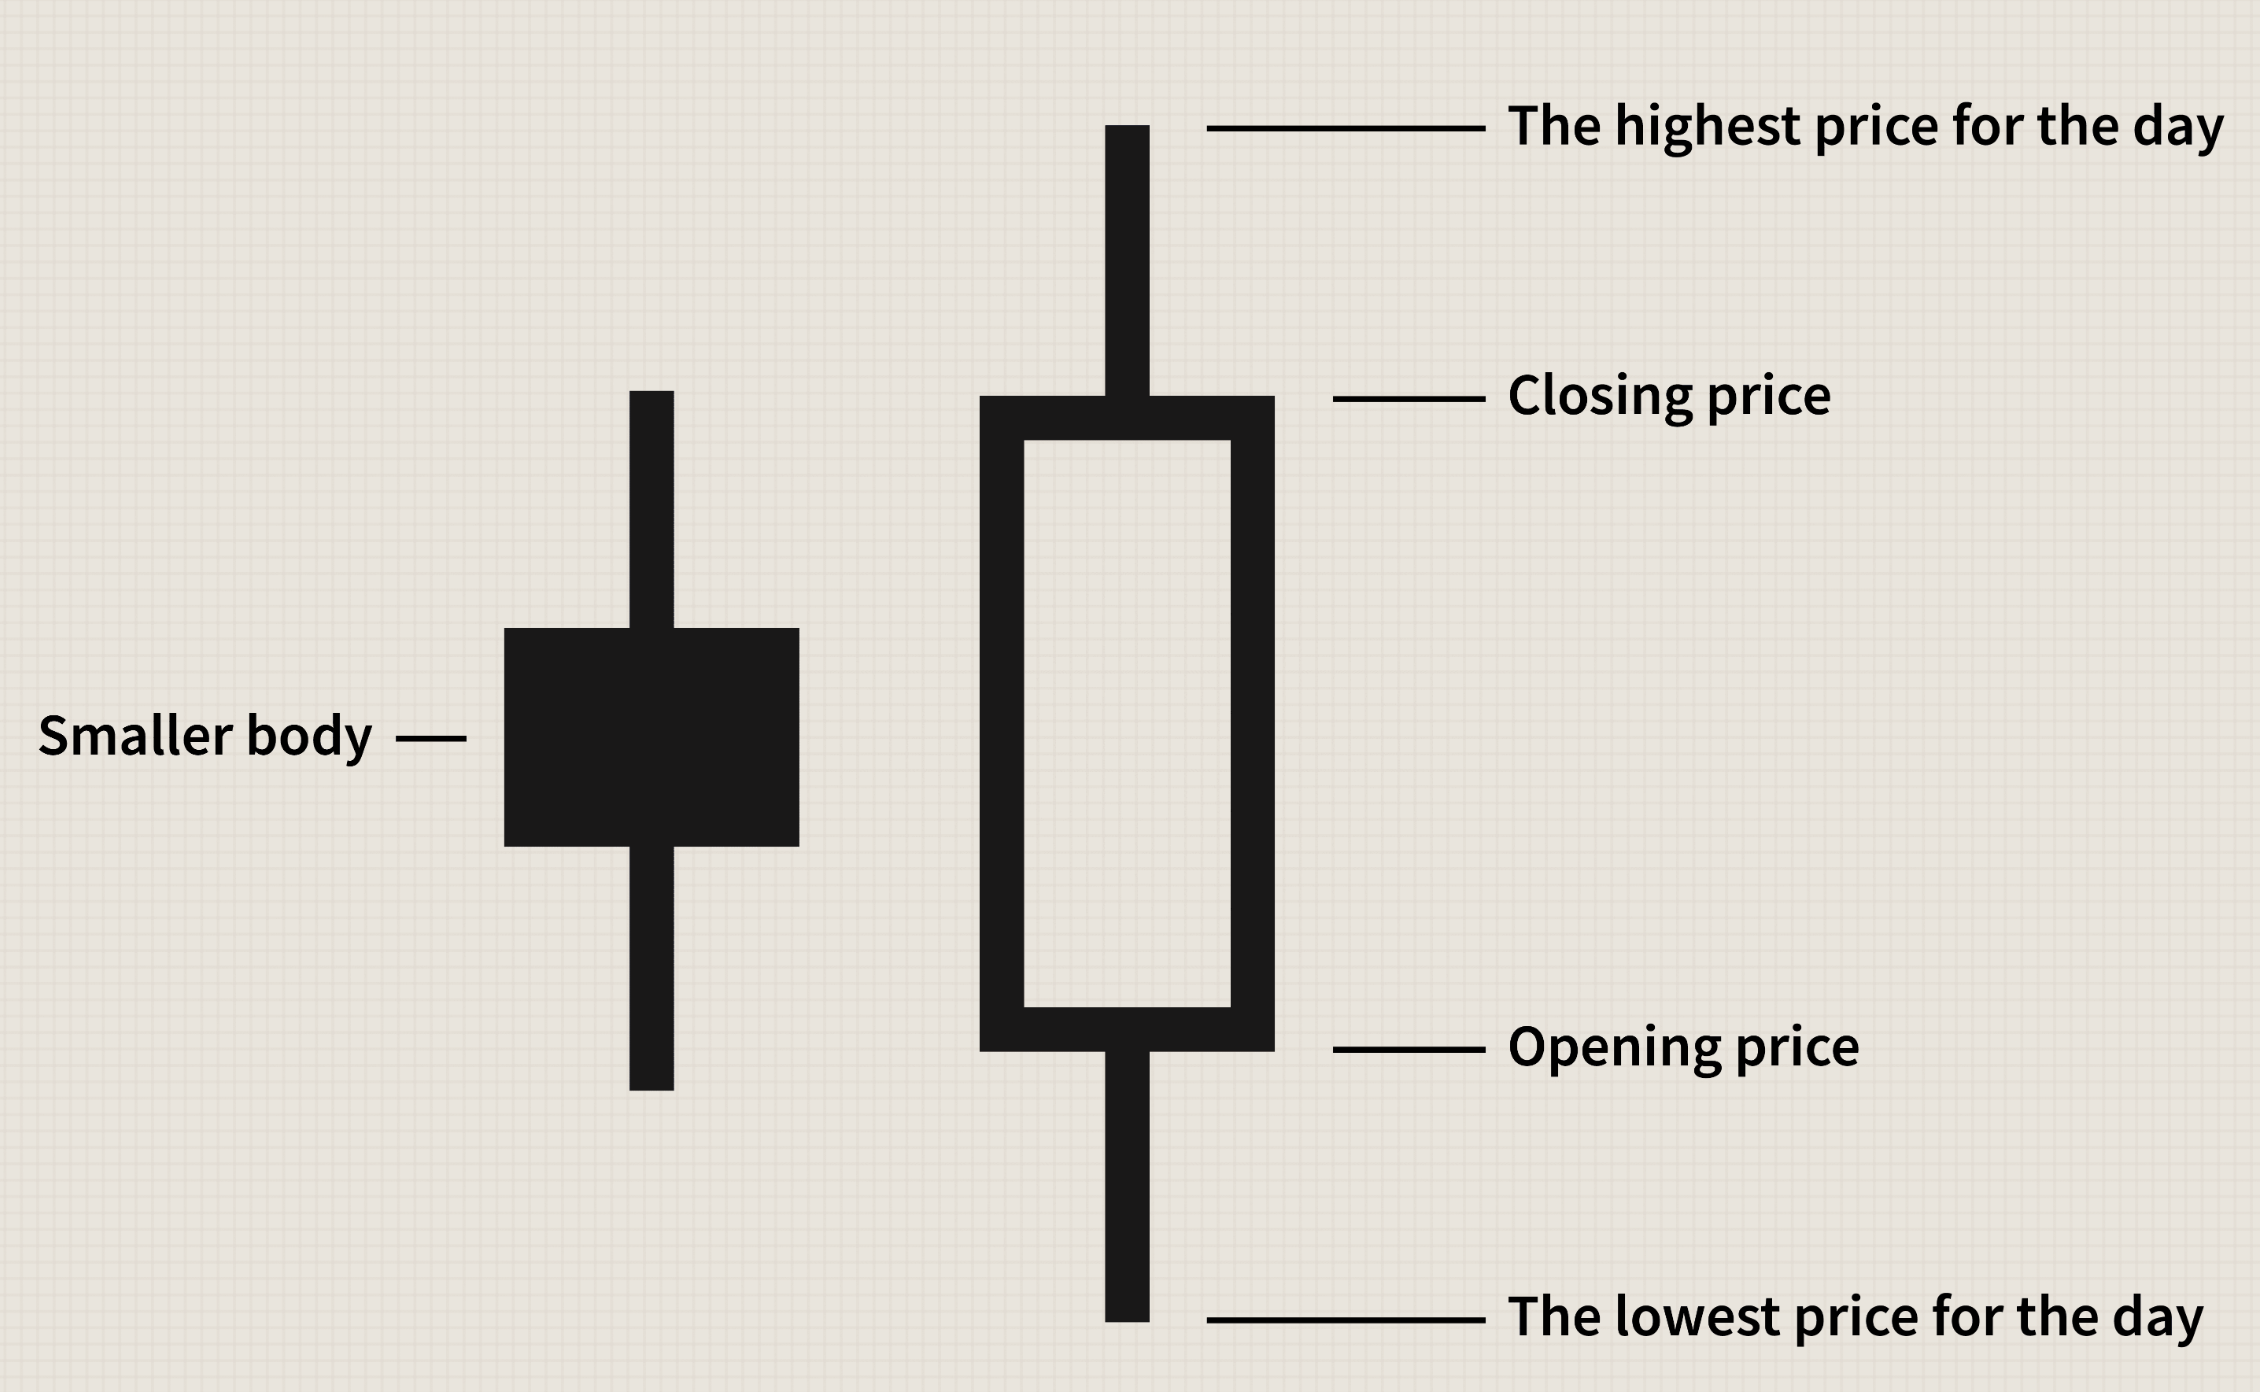 The highest price for the day
Closing price
Smaller body
Opening price
The lowest price for the day